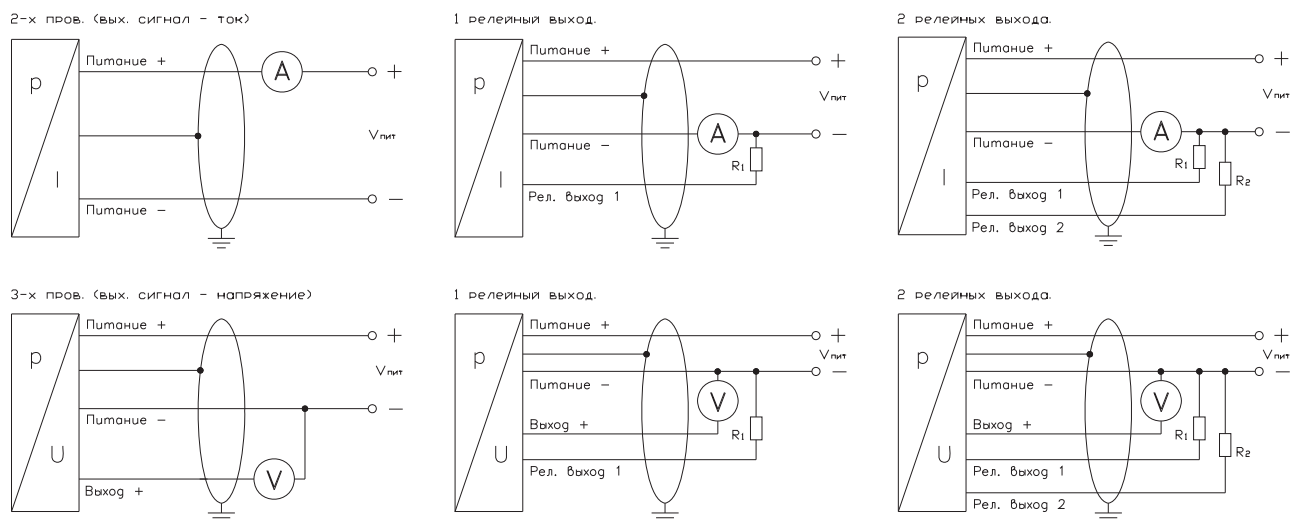 2-х пров. (вых. сигнал - ток)
p
I
Питание +
A
+
Vпит
Питание -
-
1 релейный выход.
p
I
Питание +
+
Vпит
A
-
Питание -
R1
Рел. выход 1
2 релейных выхода.
p
I
Питание +
+
Vпит
A
-
Питание -
R1
R2
Рел. выход 1
Рел. выход 2
3-х пров. (вых. сигнал - напряжение)
p
U
Питание +
+
Vпит
-
Питание -
V
Выход +
1 релейный выход.
p
U
Питание +
+
Vпит
-
Питание -
V
Выход +
R1
Рел. выход 1
2 релейных выхода.
p
U
Питание +
+
Vпит
-
Питание -
V
Выход +
R1
R2
Рел. выход 1
Рел. выход 2